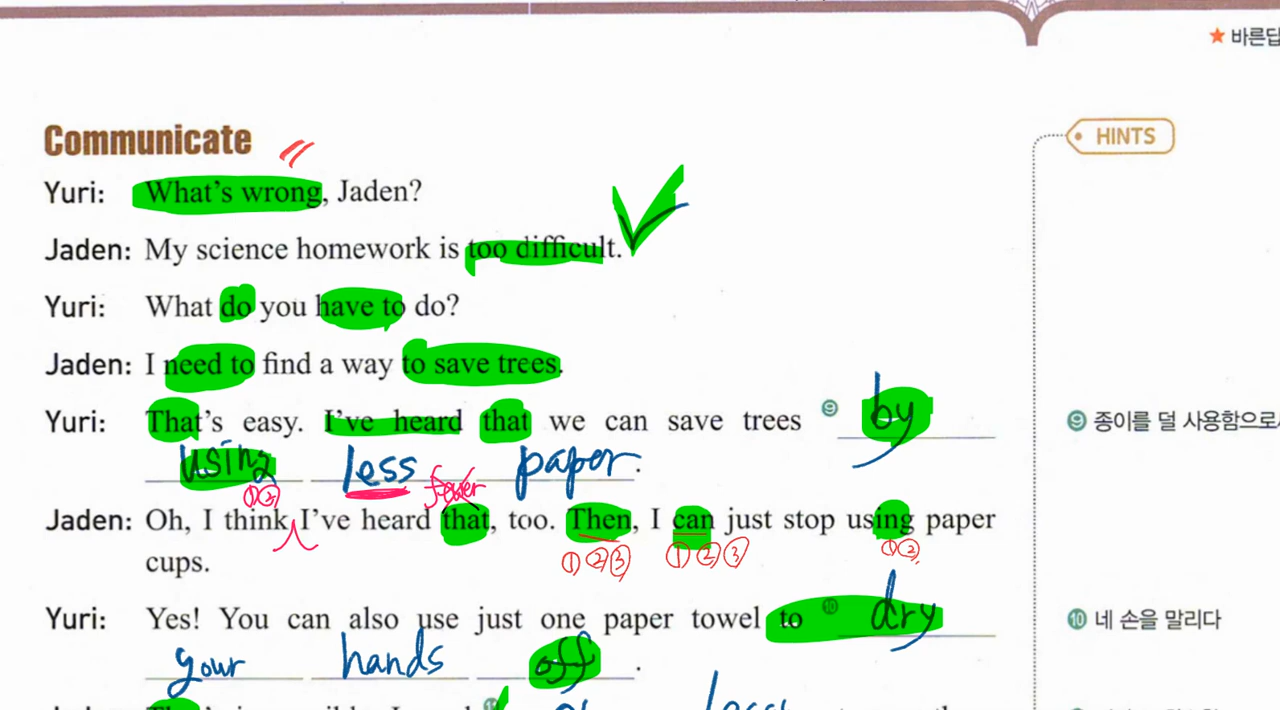 ★ 바른답
Communicate
HINTS
Yuri: What's wrong, Jaden?
Jaden: My science homework is too difficult.
Yuri: What do you have to do?
Jaden: I need to find a way to save trees.
Yuri: That's easy. I've heard that we can save trees ⑨ by
⑨ 종이를 덜 사용함으로
using less paper.
①② fewer
Jaden: Oh, I think I've heard that, too. Then, I can just stop using paper
①②③ ①②③ ①②
cups.
Yuri: Yes! You can also use just one paper towel to ⑩ dry
⑩ 네 손을 말리다
your hands off.
less